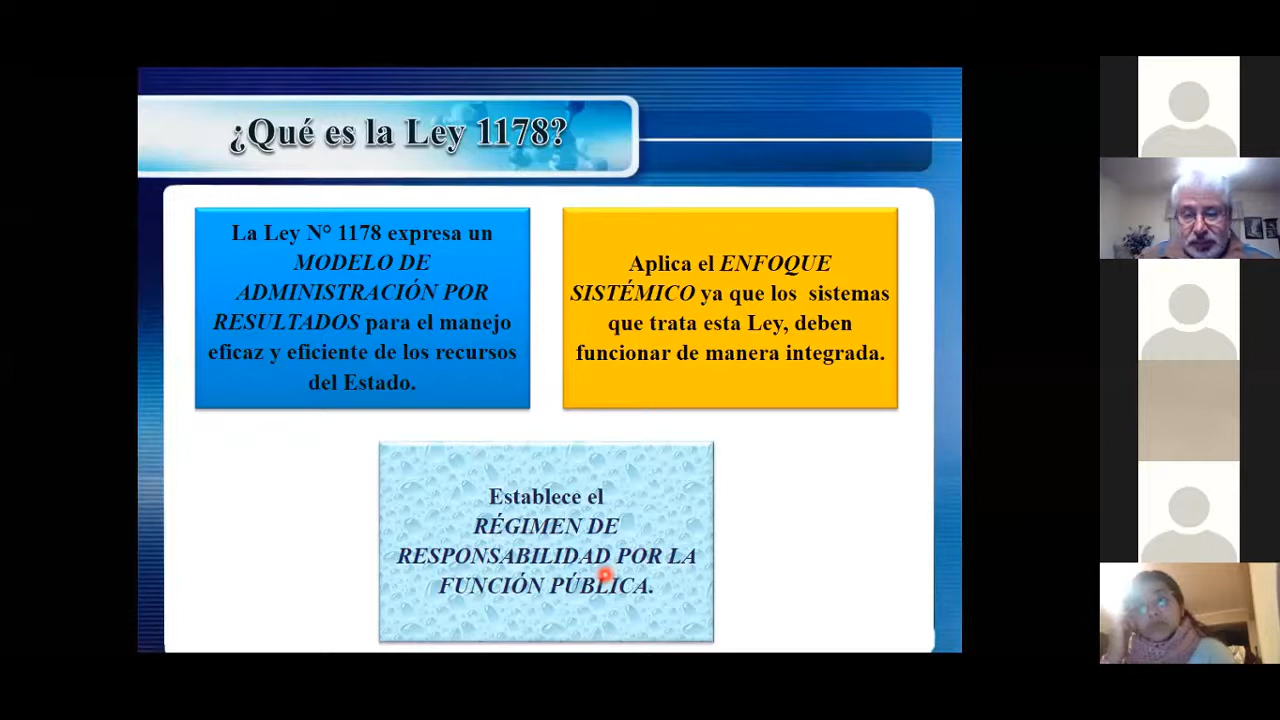 ¿Qué es la Ley 1178?
La Ley N° 1178 expresa un
MODELO DE
ADMINISTRACIÓN POR
RESULTADOS para el manejo
eficaz y eficiente de los recursos
del Estado.
Aplica el ENFOQUE
SISTÉMICO ya que los sistemas
que trata esta Ley, deben
funcionar de manera integrada.
Establece el
RÉGIMEN DE
RESPONSABILIDAD POR LA
FUNCIÓN PÚBLICA.